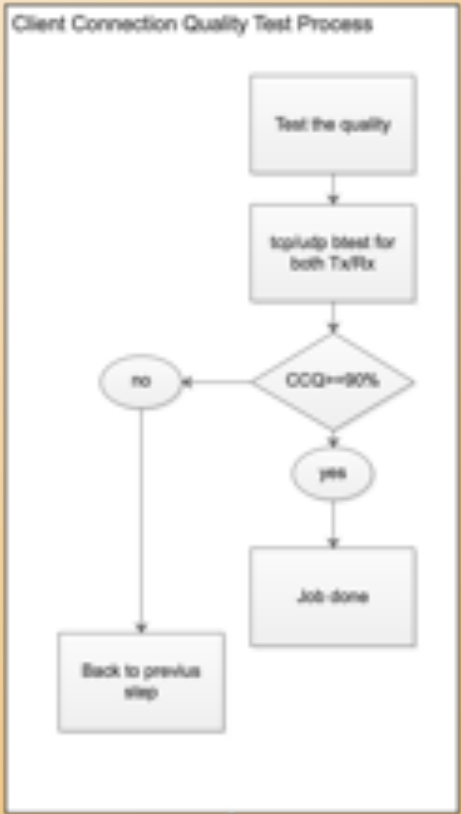 Client Connection Quality Test Process
Test the quality
tcp/udp btest for
both Tx/Rx
CCQ==90%
no
yes
Job done
Back to previus
step